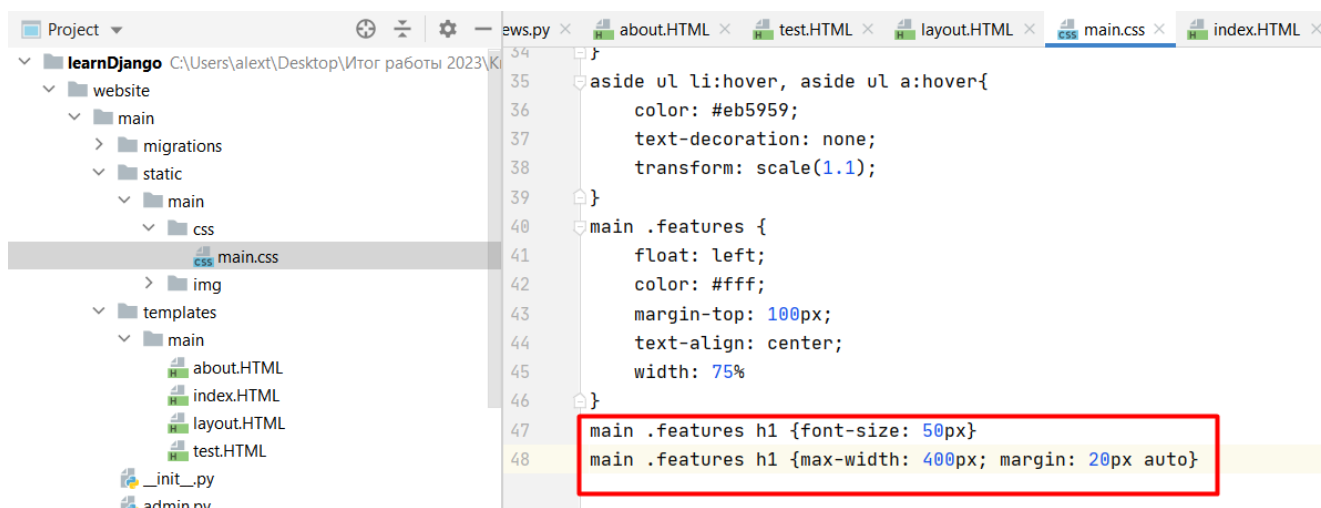 Project
learnDjango C:\Users\alext\Desktop\Итог работы 2023\К
website
main
migrations
static
main
css
main.css
img
templates
main
about.HTML
index.HTML
layout.HTML
test.HTML
__init__.py
admin.py
ews.py about.HTML test.HTML layout.HTML main.css index.HTML
34 }
35 aside ul li:hover, aside ul a:hover{
36 color: #eb5959;
37 text-decoration: none;
38 transform: scale(1.1);
39 }
40 main .features {
41 float: left;
42 color: #fff;
43 margin-top: 100px;
44 text-align: center;
45 width: 75%
46 }
47 main .features h1 {font-size: 50px}
48 main .features h1 {max-width: 400px; margin: 20px auto}